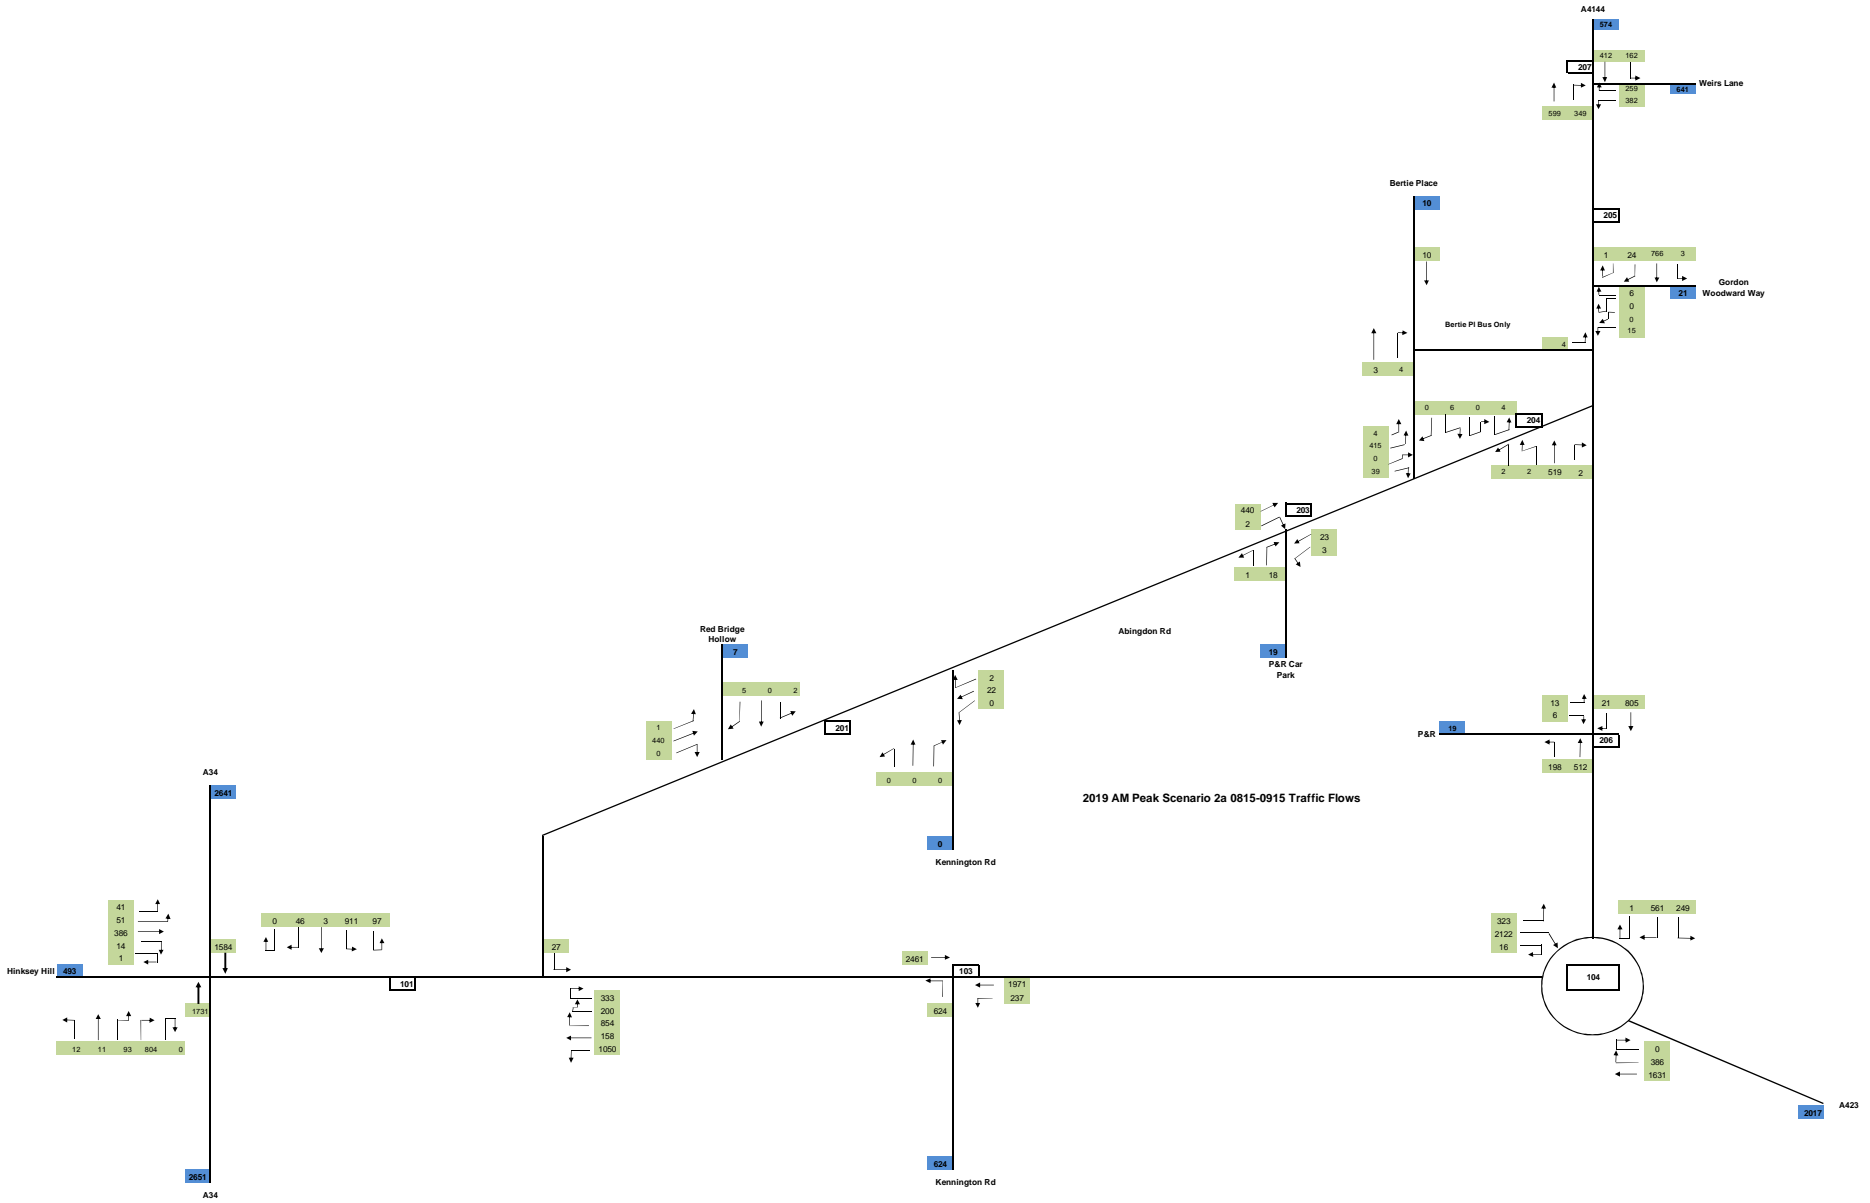 A4144
574
412 162
207
Weirs Lane
259
641
382
599 349
Bertie Place
10
205
10
1 24 766 3
Gordon
Woodward Way
6
21
0
0
15
Bertie Pl Bus Only
4
3 4
0 6 0 4
204
4
415
0
39
2 2 519 2
440
203
2
23
3
1 18
Red Bridge
Hollow
7
Abingdon Rd
19
P&R Car
Park
2
22
0
5 0 2
1
440
0
201
13
6
21 805
19
P&R
206
198 512
0 0 0
A34
2641
2019 AM Peak Scenario 2a 0815-0915 Traffic Flows
0
Kennington Rd
41
51
386
14
1
0 46 3 911 97
1584
27
323
2122
16
1 561 249
2461
Hinksey Hill
493
103
104
101
1971
237
333
200
854
158
1050
1731
624
12 11 93 804 0
0
386
1631
A423
2017
624
2651
Kennington Rd
A34